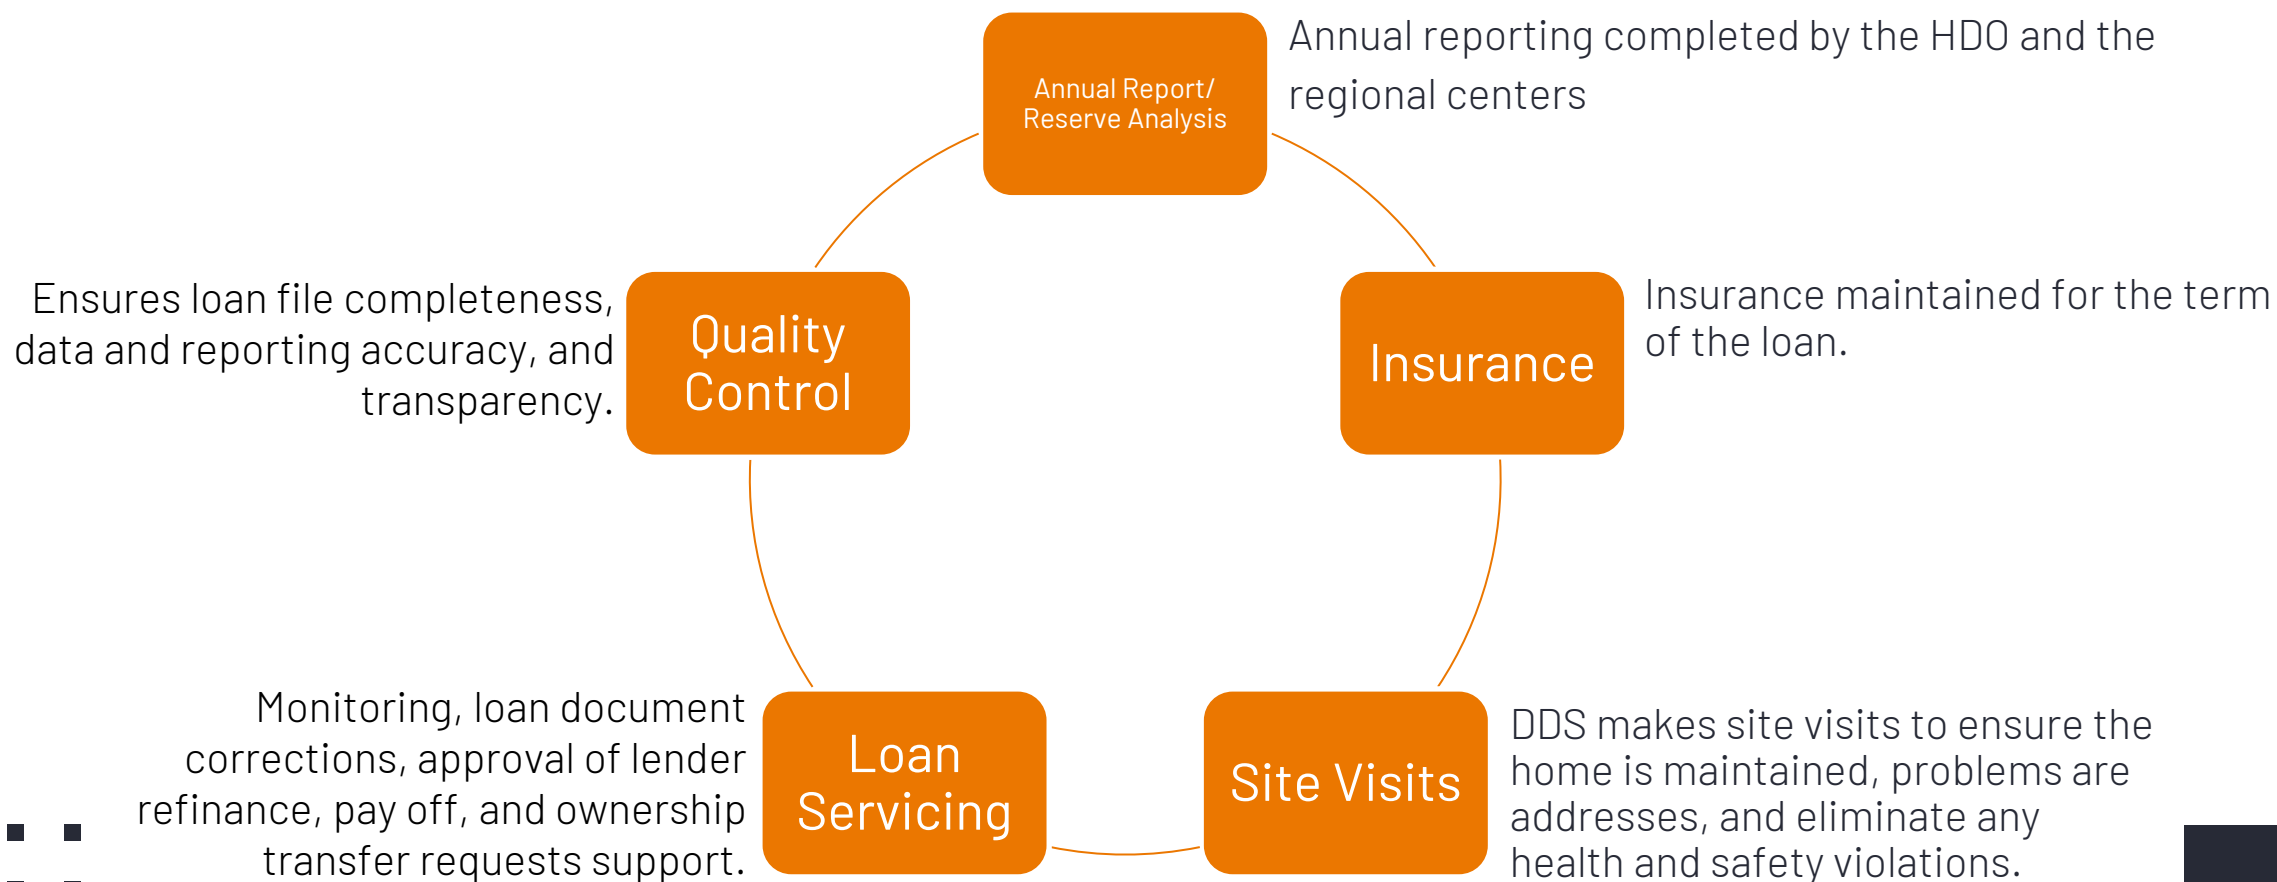 Annual Report/
Reserve Analysis
Annual reporting completed by the HDO and the
regional centers
Insurance
Insurance maintained for the term
of the loan.
Site Visits
DDS makes site visits to ensure the
home is maintained, problems are
addresses, and eliminate any
health and safety violations.
Loan
Servicing
Monitoring, loan document
corrections, approval of lender
refinance, pay off, and ownership
transfer requests support.
Quality
Control
Ensures loan file completeness,
data and reporting accuracy, and
transparency.